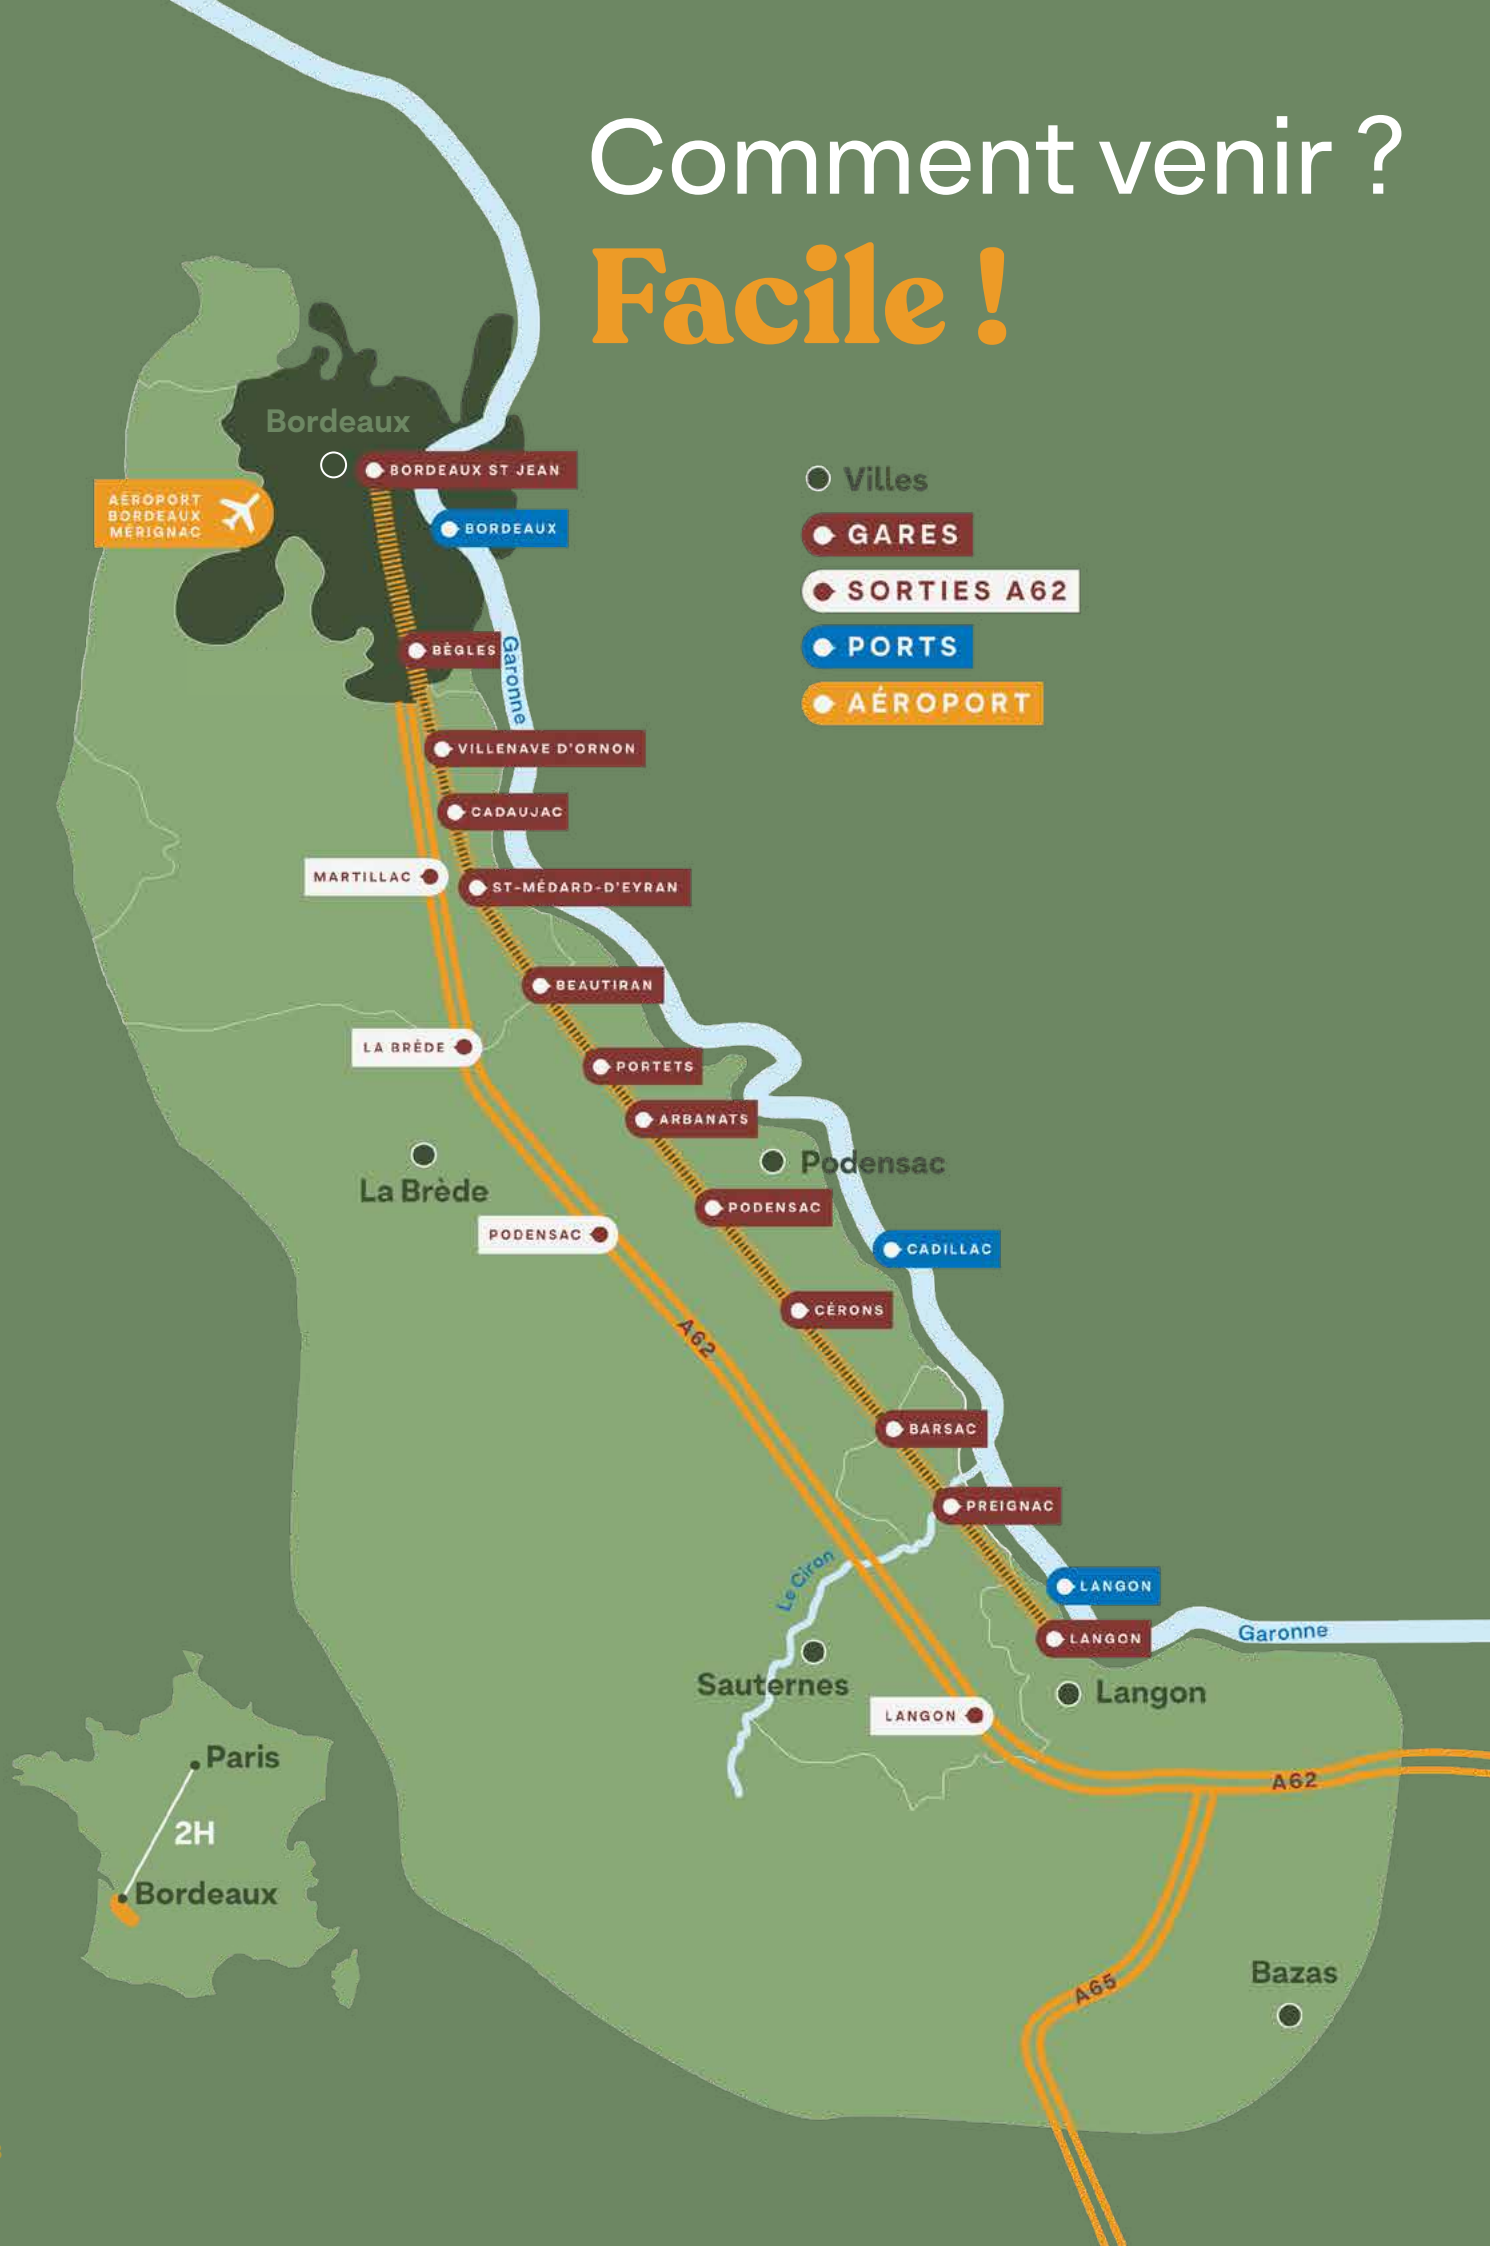 Comment venir ?
Facile !
Bordeaux
BORDEAUX ST JEAN
Villes
AÉROPORT
BORDEAUX
MÉRIGNAC
BORDEAUX
GARES
SORTIES A62
BÈGLES
Garonne
PORTS
AÉROPORT
VILLENAVE D'ORNON
CADAUJAC
MARTILLAC
ST-MÉDARD-D'EYRAN
BEAUTIRAN
LA BRÈDE
PORTETS
ARBANATS
Podensac
La Brède
PODENSAC
PODENSAC
CADILLAC
CÉRONS
A62
BARSAC
PREIGNAC
Le Ciron
LANGON
LANGON
Garonne
Sauternes
Langon
LANGON
Paris
A62
2H
Bordeaux
Bazas
A65